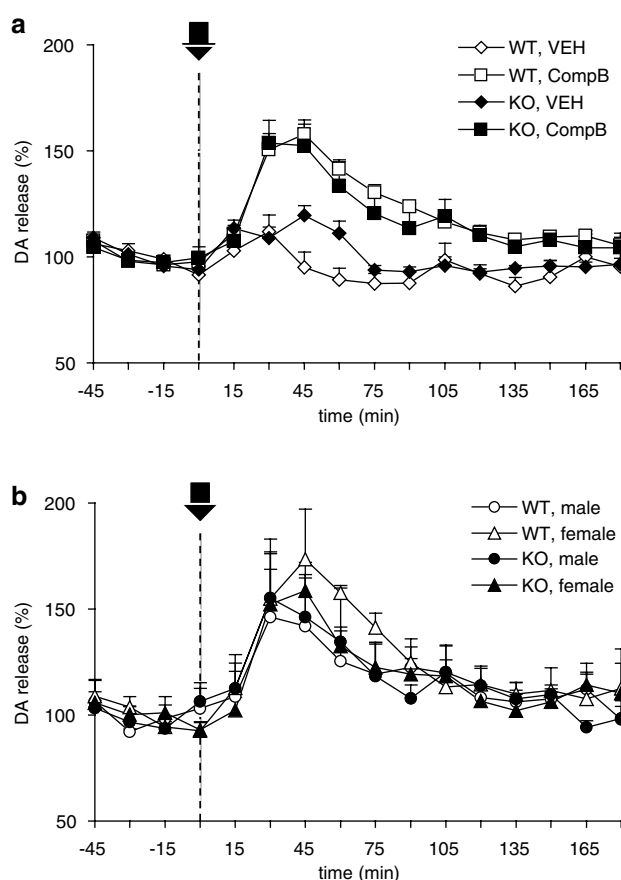 a
200
150
100
50
DA release (%)
WT, VEH
WT, CompB
KO, VEH
KO, CompB
-45 -15 15 45 75 105 135 165
time (min)
b
200
150
100
50
DA release (%)
WT, male
WT, female
KO, male
KO, female
-45 -15 15 45 75 105 135 165
time (min)